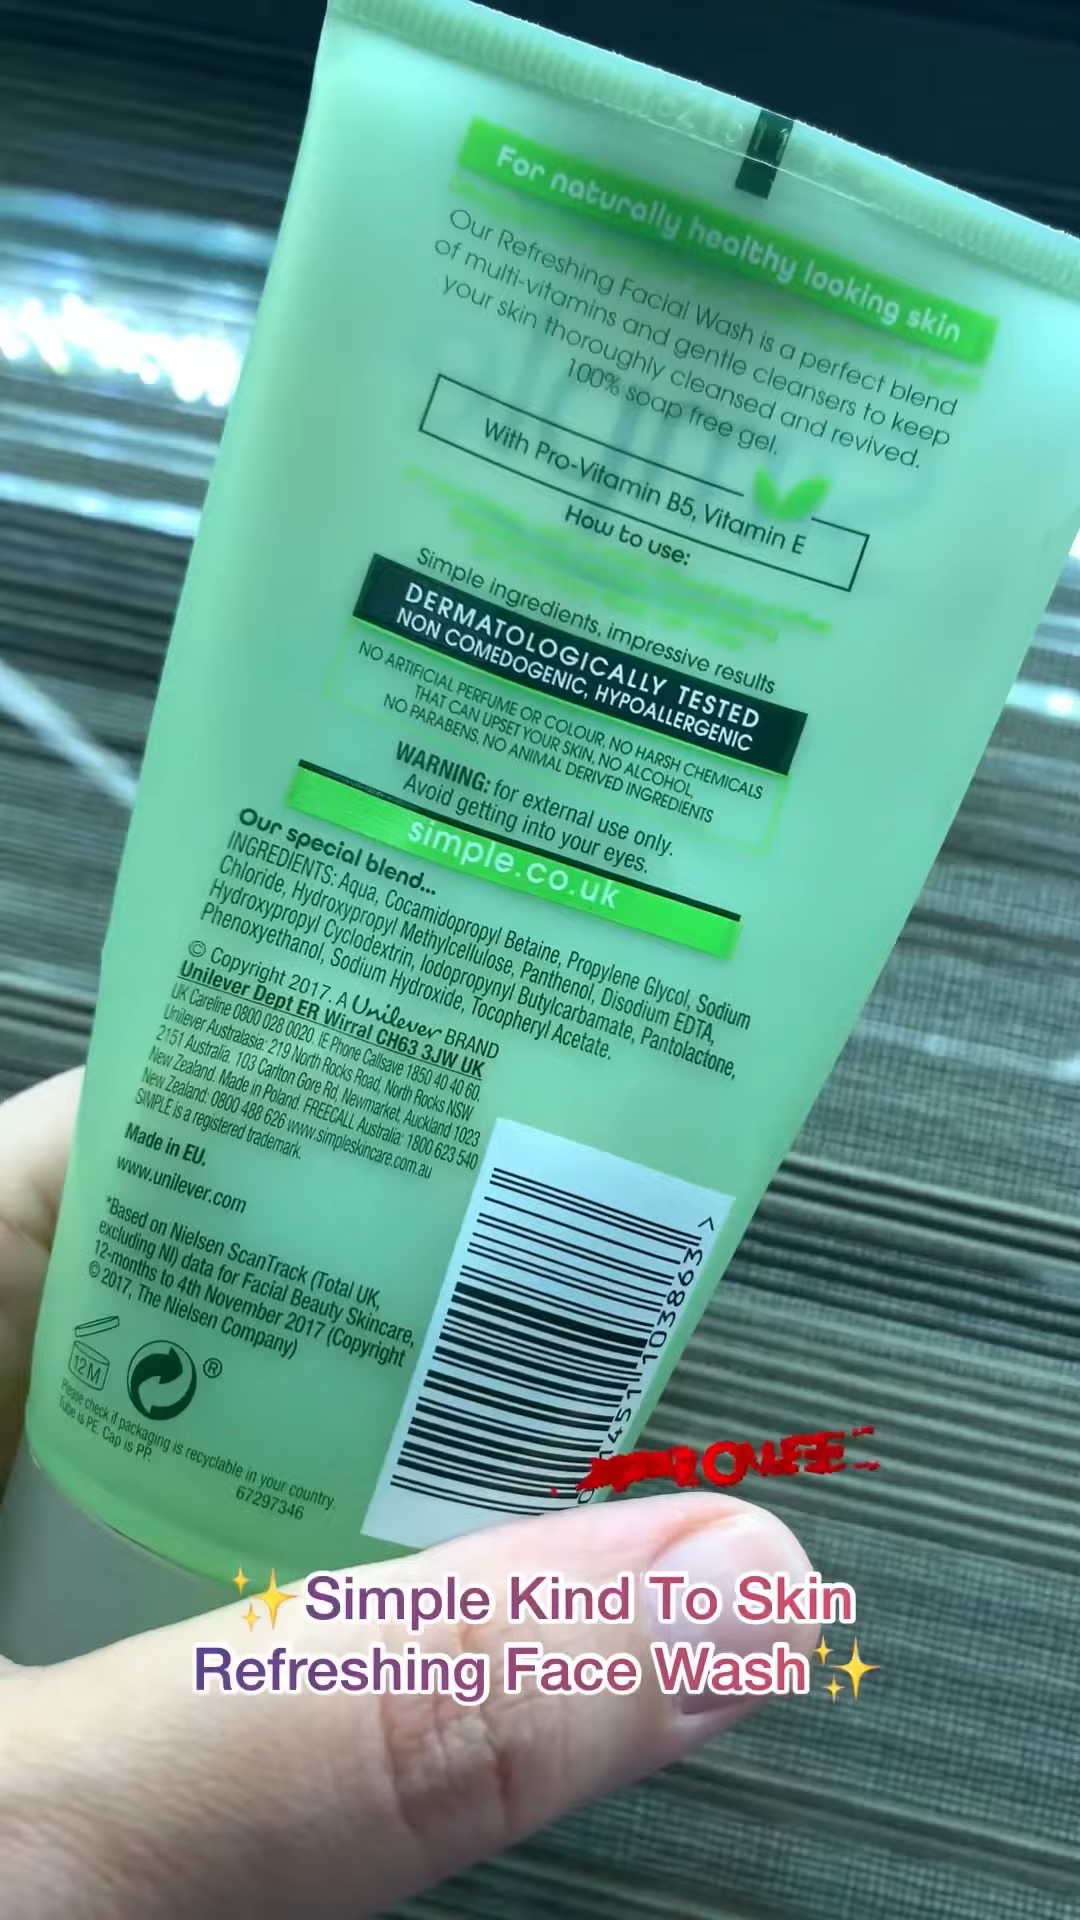 For naturally healthy looking skin
Our Refreshing Facial Wash is a perfect blend
of multi-vitamins and gentle cleansers to keep
your skin thoroughly cleansed and revived.
100% soap free gel.
With Pro-Vitamin B5, Vitamin E
How to use:
Simple ingredients, impressive results
DERMATOLOGICALLY TESTED
NON COMEDOGENIC, HYPOALLERGENIC
NO ARTIFICIAL PERFUME OR COLOUR, NO HARSH CHEMICALS
THAT CAN UPSET YOUR SKIN, NO ALCOHOL,
NO PARABENS, NO ANIMAL DERIVED INGREDIENTS
WARNING: for external use only.
Avoid getting into your eyes.
simple.co.uk
Our special blend...
INGREDIENTS: Aqua, Cocamidopropyl Betaine, Propylene Glycol, Sodium
Chloride, Hydroxypropyl Methylcellulose, Panthenol, Disodium EDTA,
Hydroxypropyl Cyclodextrin, Iodopropynyl Butylcarbamate, Pantolactone,
Phenoxyethanol, Sodium Hydroxide, Tocopheryl Acetate.
© Copyright 2017. A Unilever BRAND
Unilever Dept ER Wirral CH63 3JW UK
UK Careline 0800 028 0020. IE Phone Callsave 1850 40 40 60.
Unilever Australasia: 219 North Rocks Road, North Rocks NSW
2151 Australia. 103 Carlton Gore Rd, Newmarket, Auckland 1023
New Zealand. Made in Poland. FREECALL Australia: 1800 623 540
New Zealand: 0800 488 626 www.simpleskincare.com.au
SIMPLE is a registered trademark.
Made in EU.
www.unilever.com
*Based on Nielsen ScanTrack (Total UK,
excluding NI) data for Facial Beauty Skincare,
12-months to 4th November 2017 (Copyright
© 2017, The Nielsen Company)
12M
®
Please check if packaging is recyclable in your country.
Tube is PE. Cap is PP.
67297346
451 103863 >
✨Simple Kind To Skin
Refreshing Face Wash✨